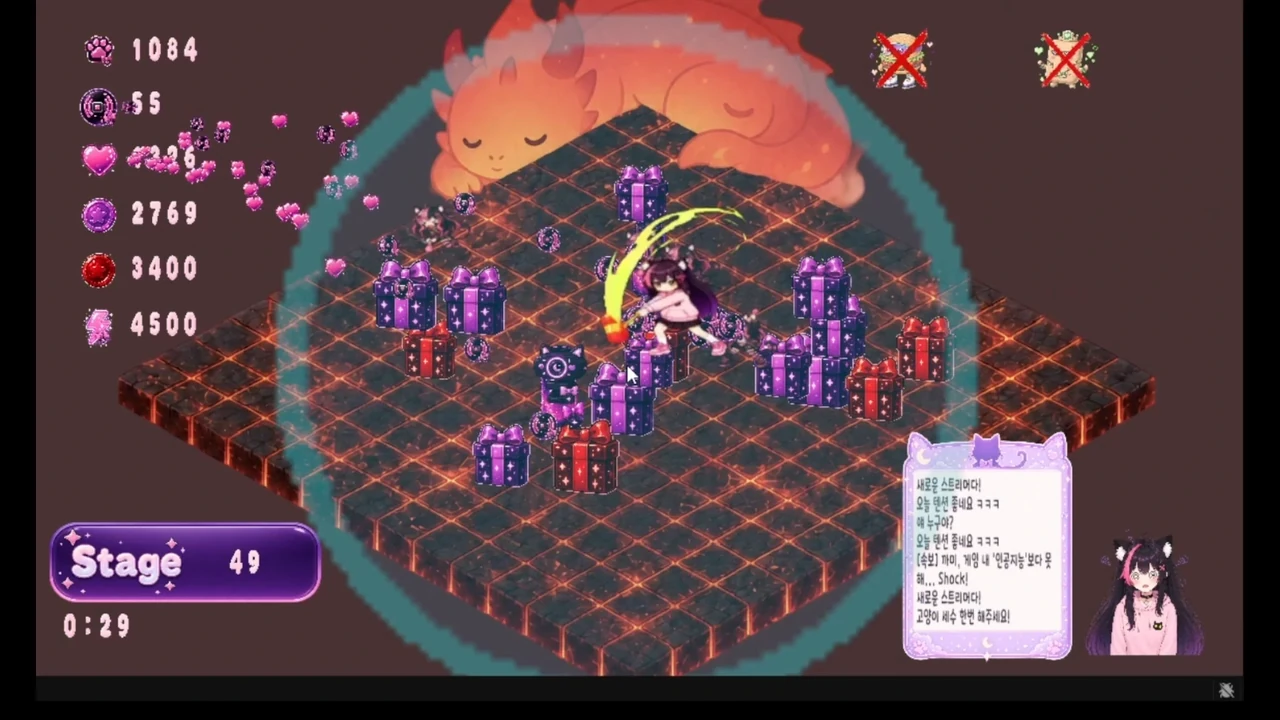 1084
55
2769
3400
4500
Stage 49
0:29
새로운 스트리머다!
오늘 텐션 좋네요 ㅋㅋㅋ
얘 누구야?
오늘 텐션 좋네요 ㅋㅋㅋ
[속보] 까미, 게임 내 '인공지능'보다 못
해... Shock!
새로운 스트리머다!
고양이 세수 한번 해주세요!